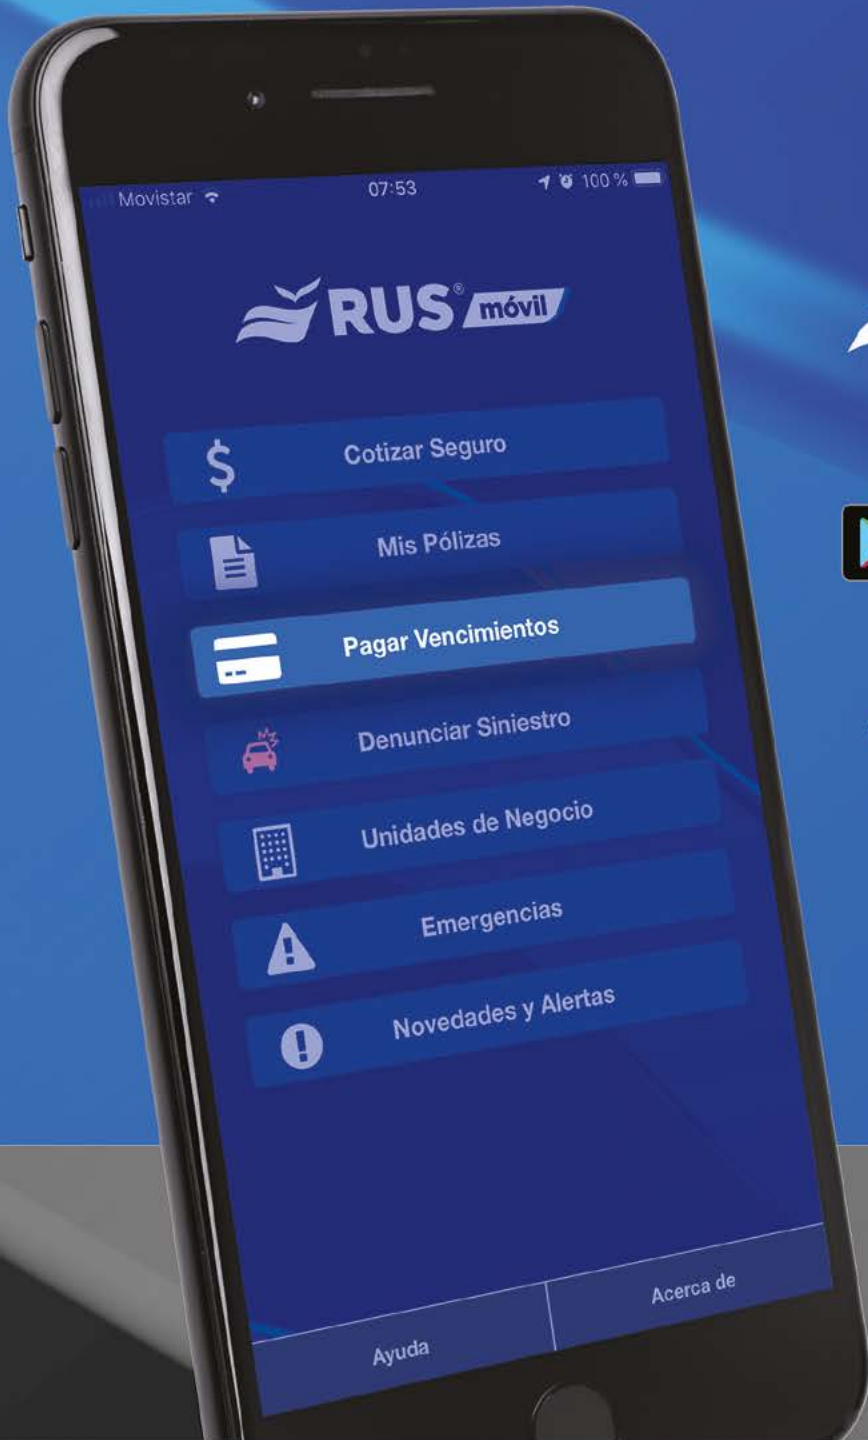 Movistar 07:53 100 %
RUS® móvil
$ Cotizar Seguro
Mis Pólizas
Pagar Vencimientos
Denunciar Siniestro
Unidades de Negocio
Emergencias
Novedades y Alertas
Ayuda Acerca de